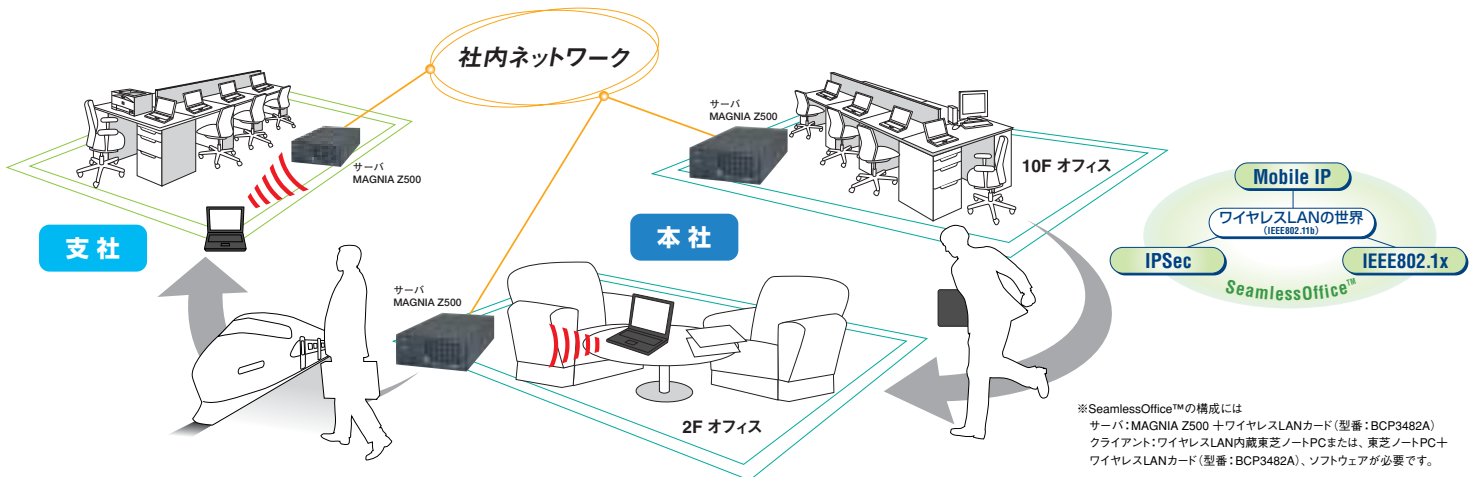 社内ネットワーク
サーバ
MAGNIA Z500
サーバ
MAGNIA Z500
10F オフィス
支社
本社
サーバ
MAGNIA Z500
2F オフィス
Mobile IP
ワイヤレスLANの世界
(IEEE802.11b)
IPSec
IEEE802.1x
SeamlessOffice™
※SeamlessOffice™の構成には
サーバ：MAGNIA Z500 ＋ワイヤレスLANカード（型番：BCP3482A）
クライアント：ワイヤレスLAN内蔵東芝ノートPCまたは、東芝ノートPC＋
ワイヤレスLANカード（型番：BCP3482A）、ソフトウェアが必要です。